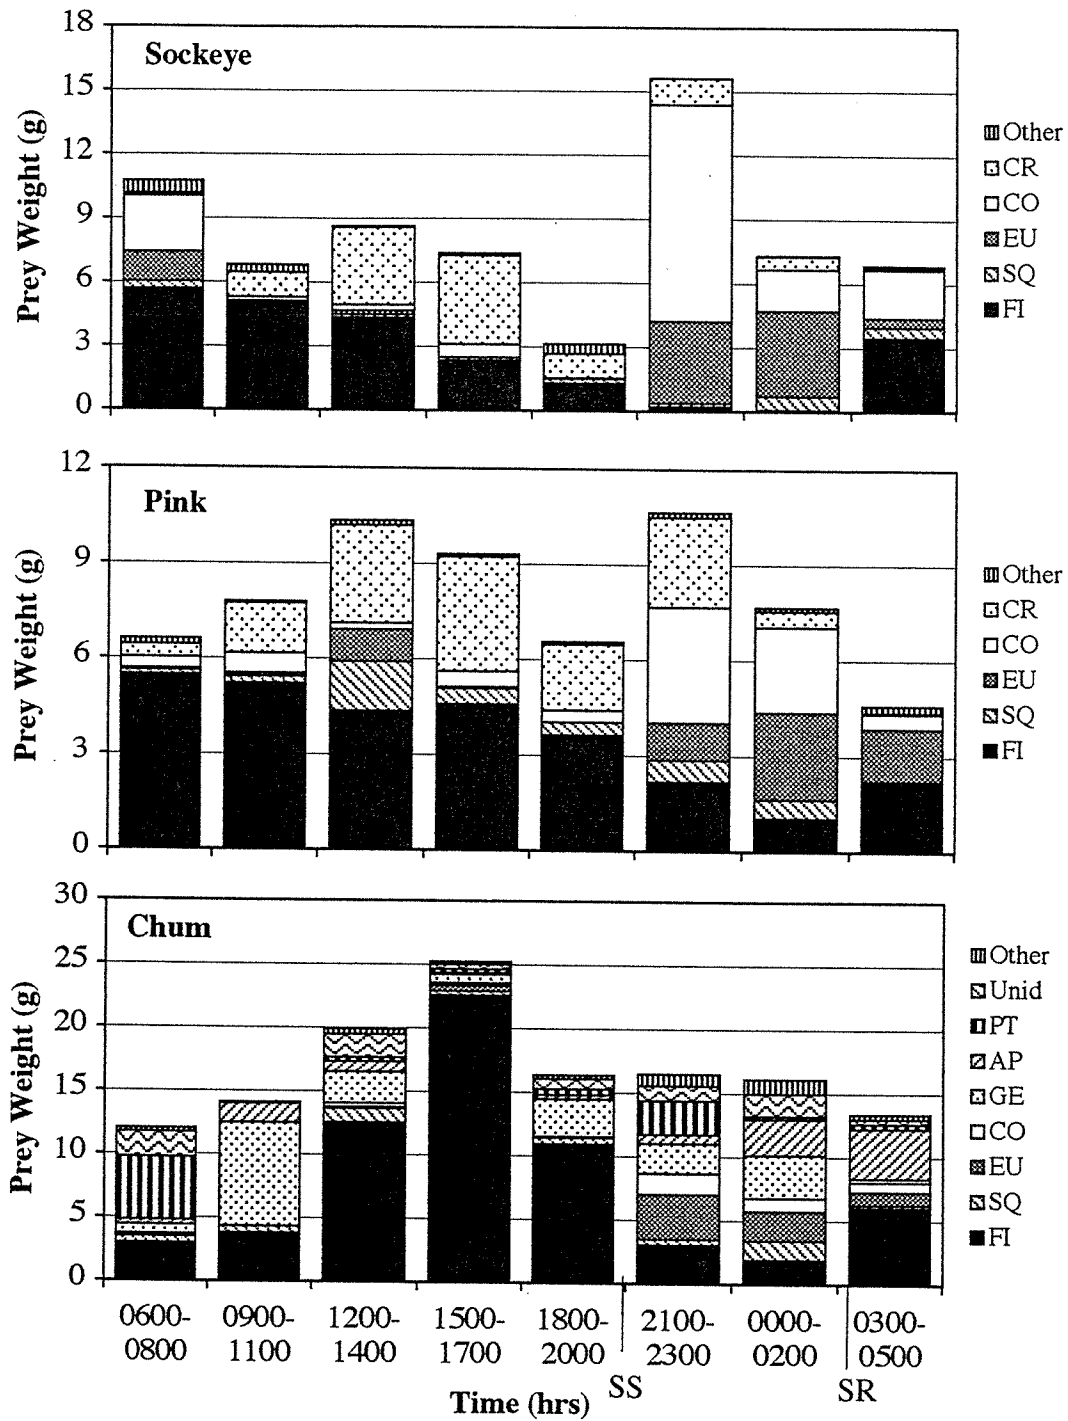 18
Sockeye
15
12
9
6
3
0
Prey Weight (g)
Other
CR
CO
EU
SQ
FI
12
Pink
9
6
3
0
Prey Weight (g)
Other
CR
CO
EU
SQ
FI
30
Chum
25
20
15
10
5
0
Prey Weight (g)
Other
Unid
PT
AP
GE
CO
EU
SQ
FI
0600- 0900- 1200- 1500- 1800- 2100- 0000- 0300-
0800 1100 1400 1700 2000 2300 0200 0500
SS SR
Time (hrs)